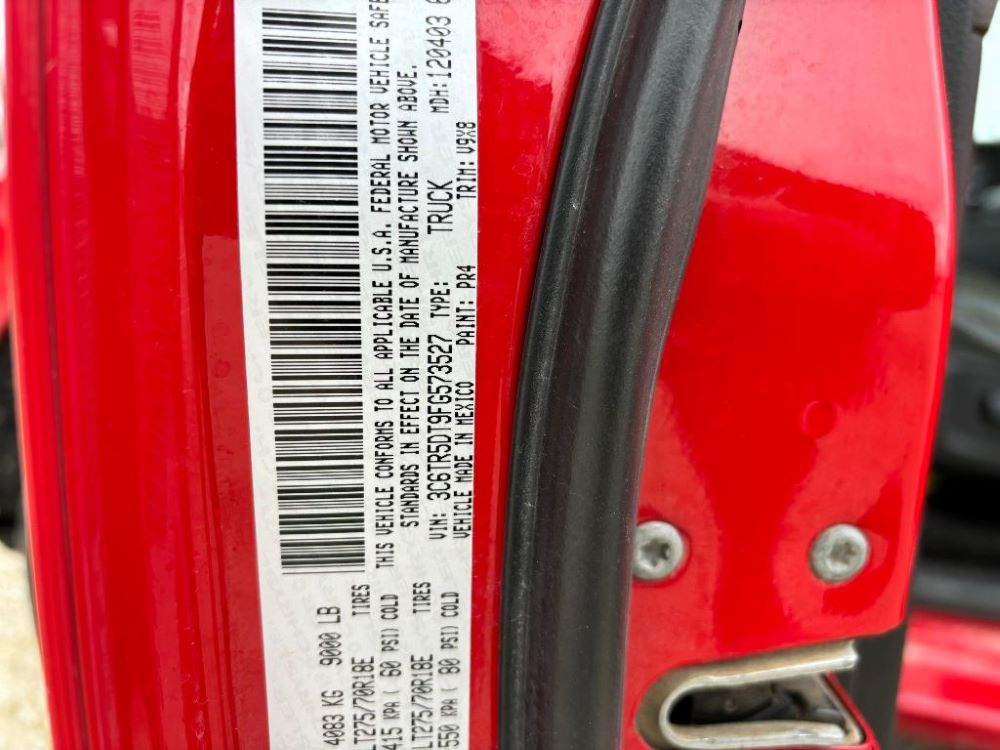 4083 KG 9000 LB
LT275/70R18E TIRES
415 KPA( 60 PSI) COLD
LT275/70R18E TIRES
550 KPA( 80 PSI) COLD
THIS VEHICLE CONFORMS TO ALL APPLICABLE U.S.A. FEDERAL MOTOR VEHICLE SAFE
STANDARDS IN EFFECT ON THE DATE OF MANUFACTURE SHOWN ABOVE.
VIN: 3C6TR5DT9FG573527 TYPE: TRUCK MDH:120403
VEHICLE MADE IN MEXICO PAINT: PR4 TRIM: V9X8